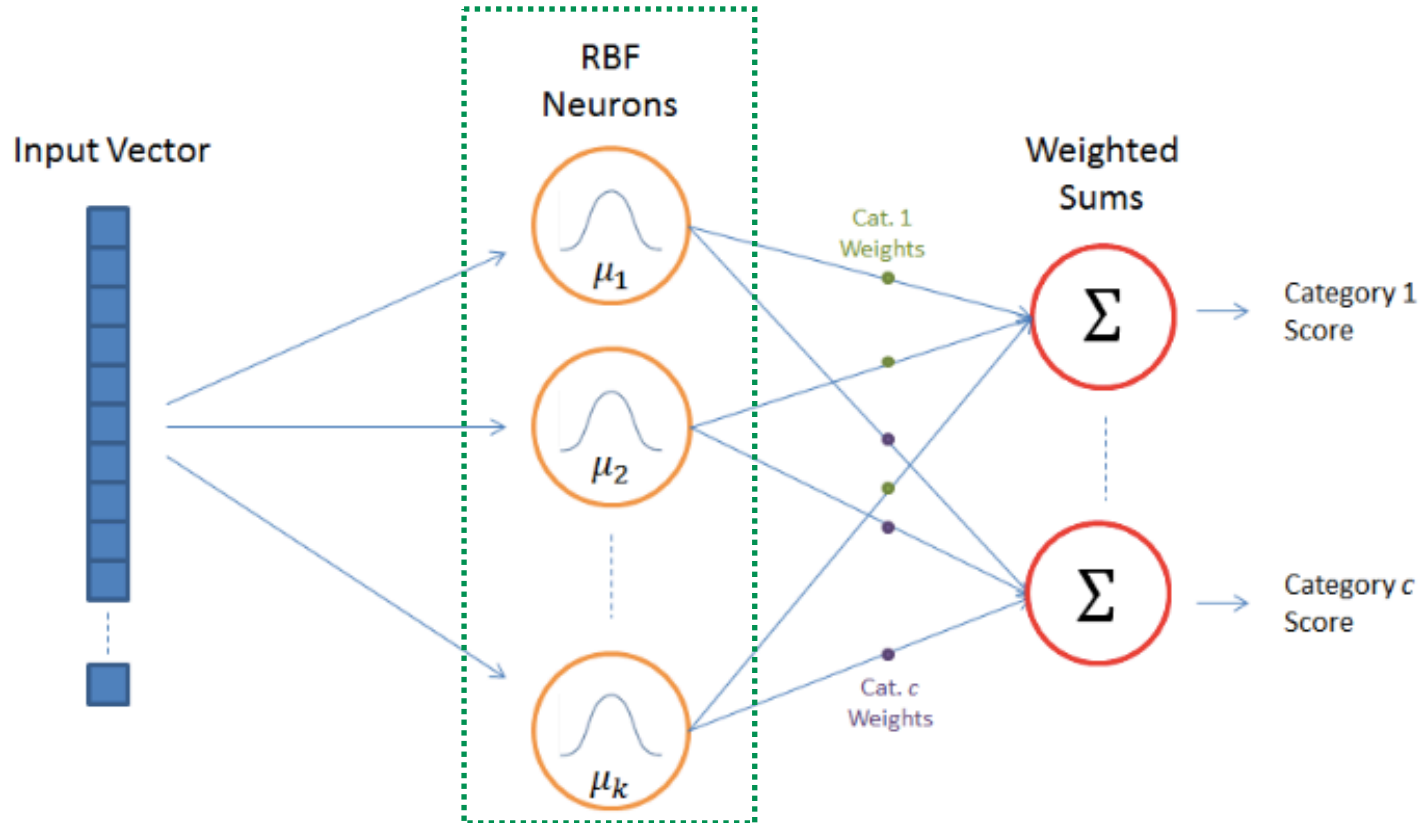 Input Vector
RBF
Neurons
μ₁
μ₂
μₖ
Cat. 1
Weights
Cat. c
Weights
Weighted
Sums
Σ
Σ
Category 1
Score
Category c
Score